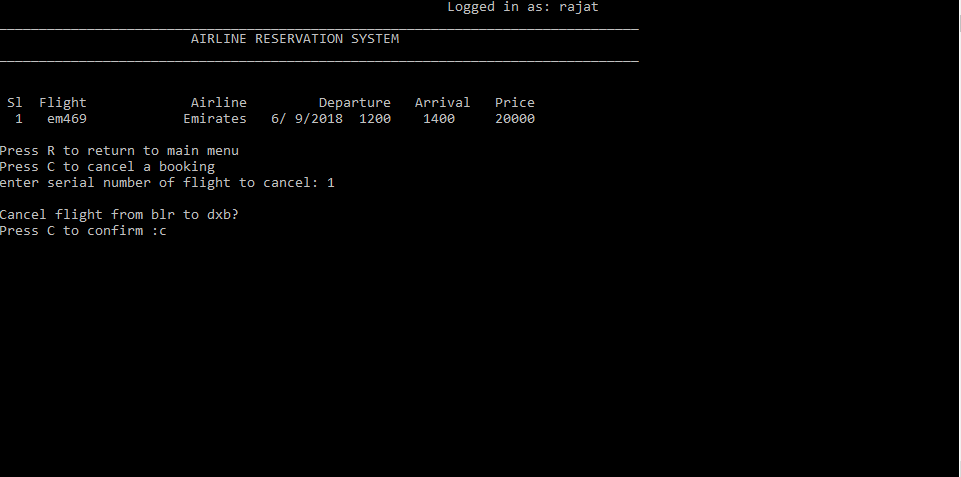 Logged in as: rajat
AIRLINE RESERVATION SYSTEM
Sl Flight Airline Departure Arrival Price
1 em469 Emirates 6/ 9/2018 1200 1400 20000
Press R to return to main menu
Press C to cancel a booking
enter serial number of flight to cancel: 1
Cancel flight from blr to dxb?
Press C to confirm :c